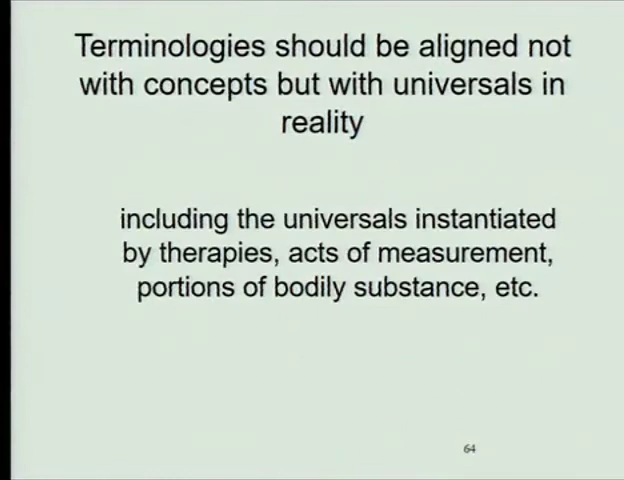 Terminologies should be aligned not
with concepts but with universals in
reality
including the universals instantiated
by therapies, acts of measurement,
portions of bodily substance, etc.
64